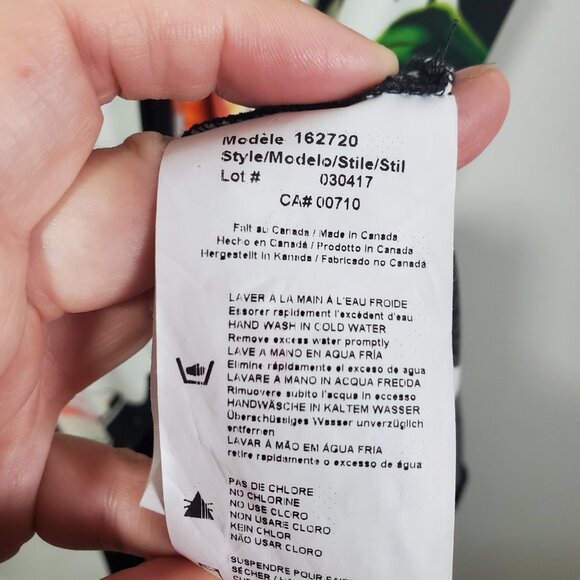 Modèle 162720
Style/Modelo/Stile/Stil
Lot # 030417
CA# 00710
Fait au Canada / Made in Canada
Hecho en Canadá / Prodotto in Canada
Hergestellt in Kanada / Fabricado no Canadá
LAVER A LA MAIN À L'EAU FROIDE
Essorer rapidement l'excédent d'eau
HAND WASH IN COLD WATER
Remove excess water promptly
LAVE A MANO EN AGUA FRÍA
Elimine rápidamente el exceso de agua
LAVARE A MANO IN ACQUA FREDDA
Rimuovere subito l'acqua in eccesso
HANDWÄSCHE IN KALTEM WASSER
Überschüssiges Wasser unverzüglich
entfernen
LAVAR À MÃO EM ÁGUA FRIA
retire rapidamente o excesso de água
PAS DE CHLORE
NO CHLORINE
NO USE CLORO
NON USARE CLORO
KEIN CHLOR
NÃO USAR CLORO
SUSPENDRE POUR